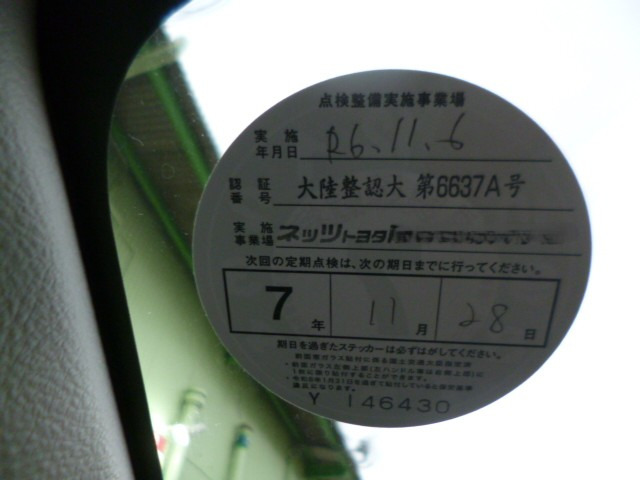 点検整備実施事業場
実施年月日 R6.11.6
認証番号 大陸整認大 第6637A号
実施事業場 ネッツトヨタ
次回の定期点検は、次の期日までに行ってください。
7年 11月 28日
期日を過ぎたステッカーは必ずはがしてください。
Y 146430